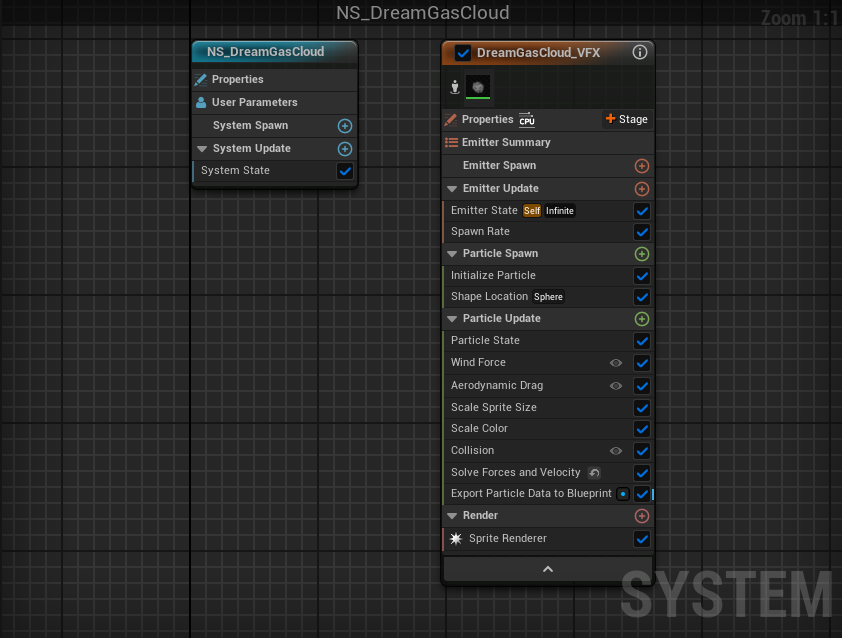 NS_DreamGasCloud
Zoom 1:1
NS_DreamGasCloud
Properties
User Parameters
System Spawn
System Update
System State
DreamGasCloud_VFX
Properties CPU + Stage
Emitter Summary
Emitter Spawn
Emitter Update
Emitter State Self Infinite
Spawn Rate
Particle Spawn
Initialize Particle
Shape Location Sphere
Particle Update
Particle State
Wind Force
Aerodynamic Drag
Scale Sprite Size
Scale Color
Collision
Solve Forces and Velocity
Export Particle Data to Blueprint
Render
Sprite Renderer
SYSTEM